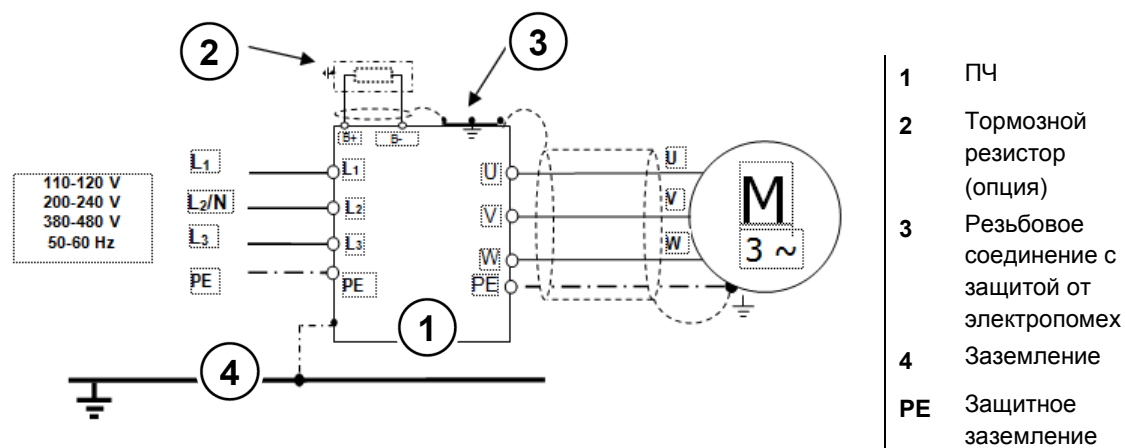 2
3
B+ B-
L1 L1 U U
110-120 V
200-240 V
380-480 V
50-60 Hz
L2/N L2 V V
L3 L3 W W
PE PE PE
M
3 ~
1
4
1 ПЧ
2 Тормозной
резистор
(опция)
3 Резьбовое
соединение с
защитой от
электропомех
4 Заземление
PE Защитное
заземление